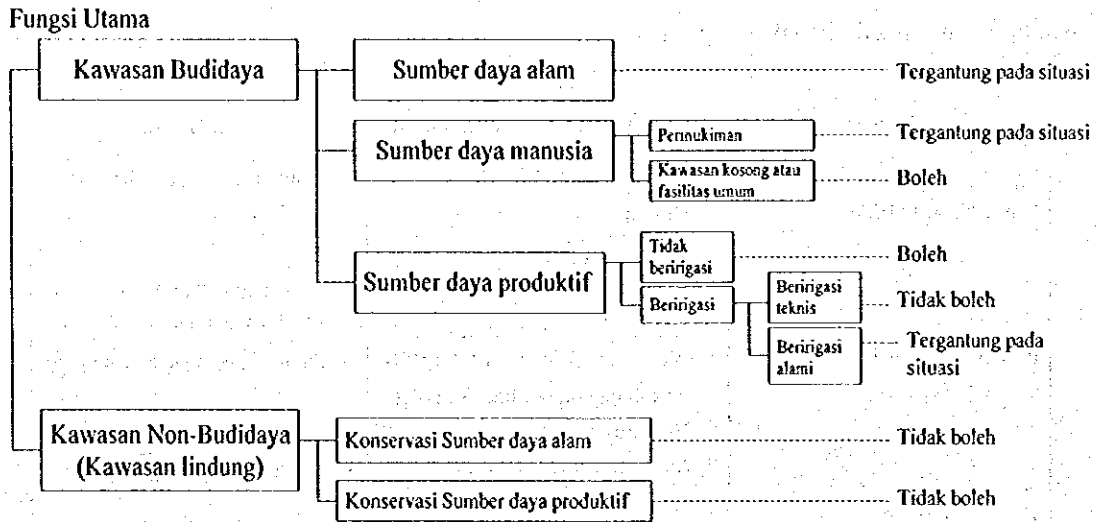 Fungsi Utama
Kawasan Budidaya
Sumber daya alam
Tergantung pada situasi
Sumber daya manusia
Permukiman
Tergantung pada situasi
Kawasan kosong atau
fasilitas umum
Boleh
Sumber daya produktif
Tidak
beririgasi
Boleh
Beririgasi
Beririgasi
teknis
Tidak boleh
Beririgasi
alami
Tergantung pada
situasi
Kawasan Non-Budidaya
(Kawasan lindung)
Konservasi Sumber daya alam
Tidak boleh
Konservasi Sumber daya produktif
Tidak boleh